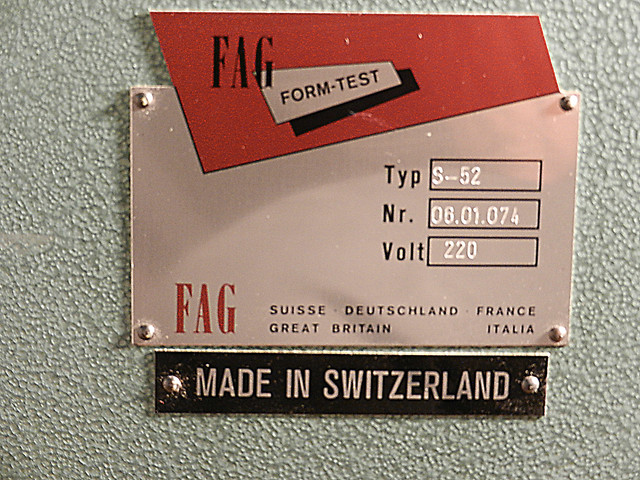 FAG
FORM-TEST
Typ S-52
Nr. 06.01.074
Volt 220
FAG
SUISSE · DEUTSCHLAND · FRANCE
GREAT BRITAIN ITALIA
MADE IN SWITZERLAND